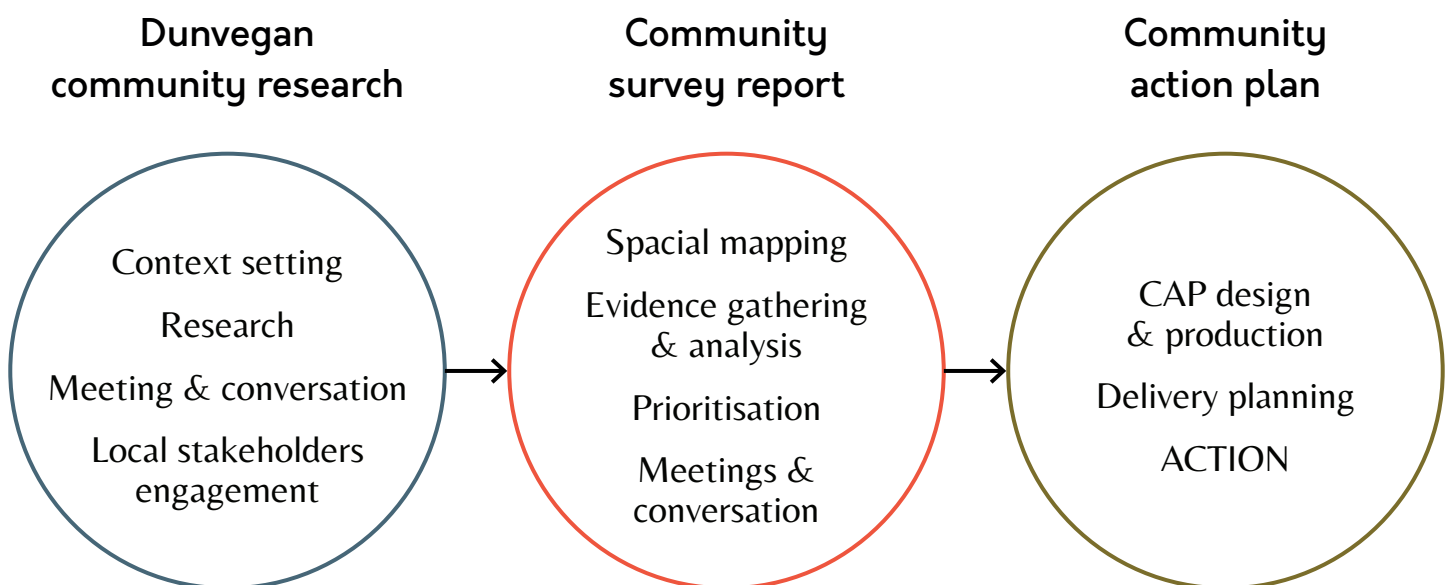 Dunvegan
community research
Context setting
Research
Meeting & conversation
Local stakeholders
engagement
Community
survey report
Spacial mapping
Evidence gathering
& analysis
Prioritisation
Meetings &
conversation
Community
action plan
CAP design
& production
Delivery planning
ACTION